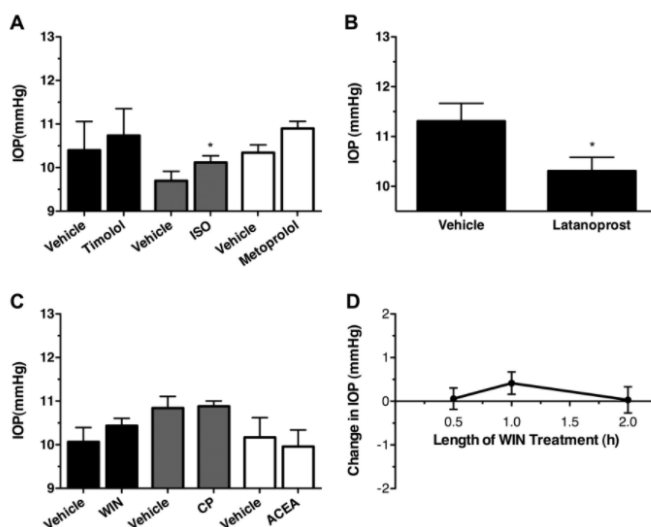 A
IOP(mmHg)
13
12
11
10
9
*
Vehicle
Timolol
Vehicle
ISO
Vehicle
Metoprolol
B
IOP (mmHg)
13
12
11
10
*
Vehicle
Latanoprost
C
IOP(mmHg)
13
12
11
10
9
Vehicle
WIN
Vehicle
CP
Vehicle
ACEA
D
Change in IOP (mmHg)
2
1
0
-1
-2
0.5
1.0
2.0
Length of WIN Treatment (h)